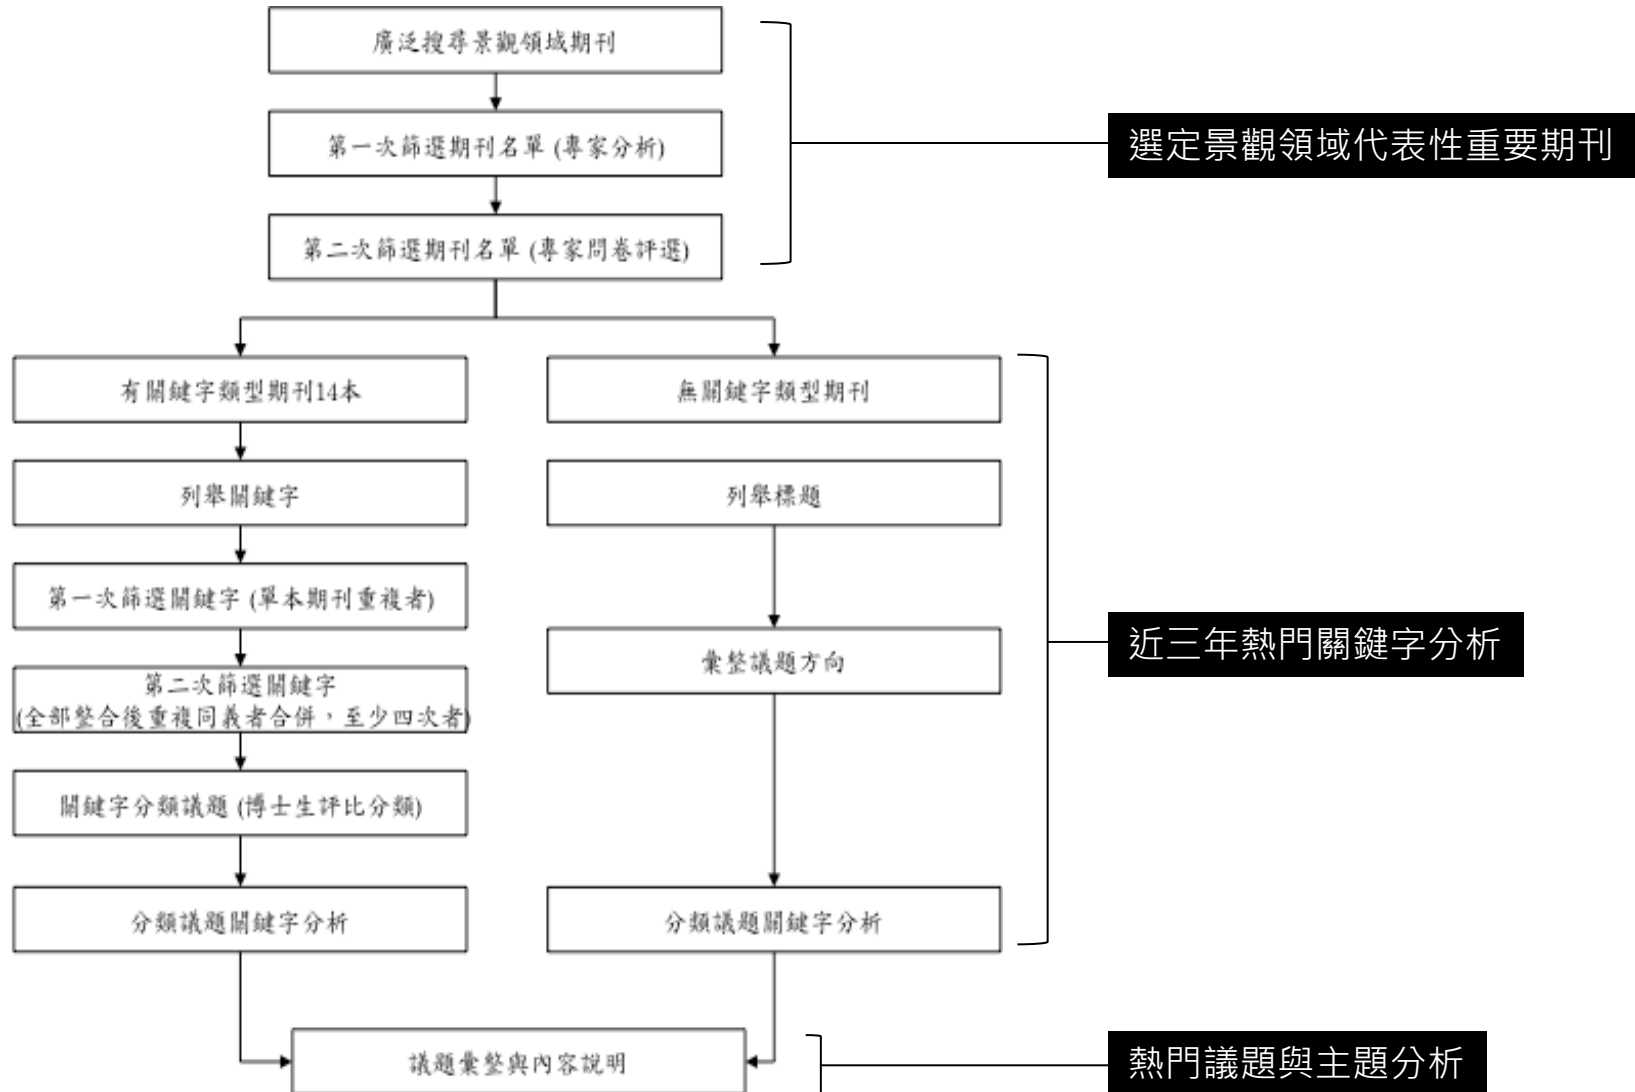 廣泛搜尋景觀領域期刊
第一次篩選期刊名單 (專家分析)
選定景觀領域代表性重要期刊
第二次篩選期刊名單 (專家問卷評選)
有關鍵字類型期刊14本
無關鍵字類型期刊
列舉關鍵字
列舉標題
第一次篩選關鍵字 (單本期刊重複者)
彙整議題方向
近三年熱門關鍵字分析
第二次篩選關鍵字
(全部整合後重複同義者合併，至少四次者)
關鍵字分類議題 (博士生評比分類)
分類議題關鍵字分析
分類議題關鍵字分析
議題彙整與內容說明
熱門議題與主題分析